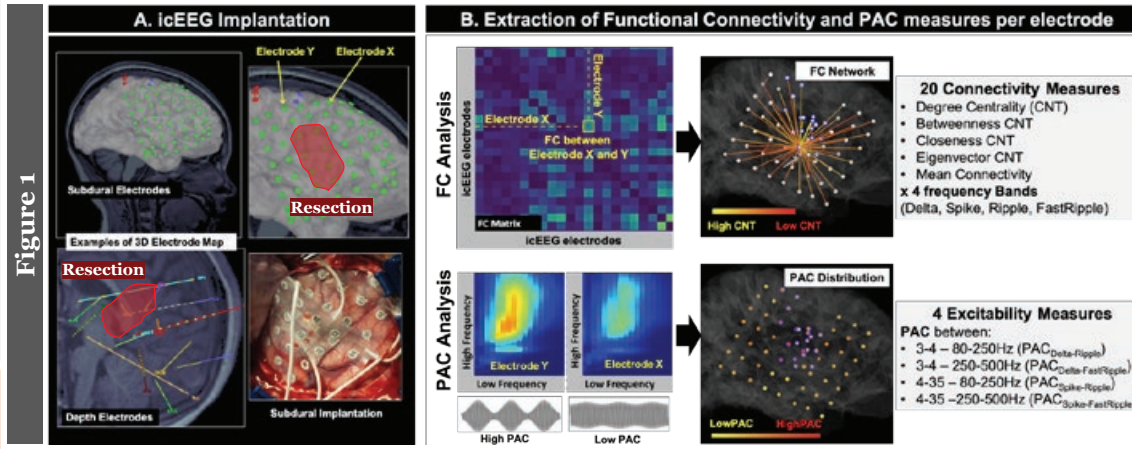 Figure 1
A. icEEG Implantation
Electrode Y
Electrode X
Subdural Electrodes
Resection
Examples of 3D Electrode Map
Resection
Depth Electrodes
Subdural Implantation
B. Extraction of Functional Connectivity and PAC measures per electrode
FC Analysis
icEEG electrodes
Electrode Y
Electrode X
FC between
Electrode X and Y
FC Matrix
icEEG electrodes
FC Network
High CNT
Low CNT
20 Connectivity Measures
• Degree Centrality (CNT)
• Betweenness CNT
• Closeness CNT
• Eigenvector CNT
• Mean Connectivity
x 4 frequency Bands
(Delta, Spike, Ripple, FastRipple)
PAC Analysis
High Frequency
Electrode Y
Low Frequency
High Frequency
Electrode X
Low Frequency
High PAC
Low PAC
PAC Distribution
LowPAC
HighPAC
4 Excitability Measures
PAC between:
• 3-4 – 80-250Hz (PACDelta-Ripple)
• 3-4 – 250-500Hz (PACDelta-FastRipple)
• 4-35 – 80-250Hz (PACSpike-Ripple)
• 4-35 –250-500Hz (PACSpike-FastRipple